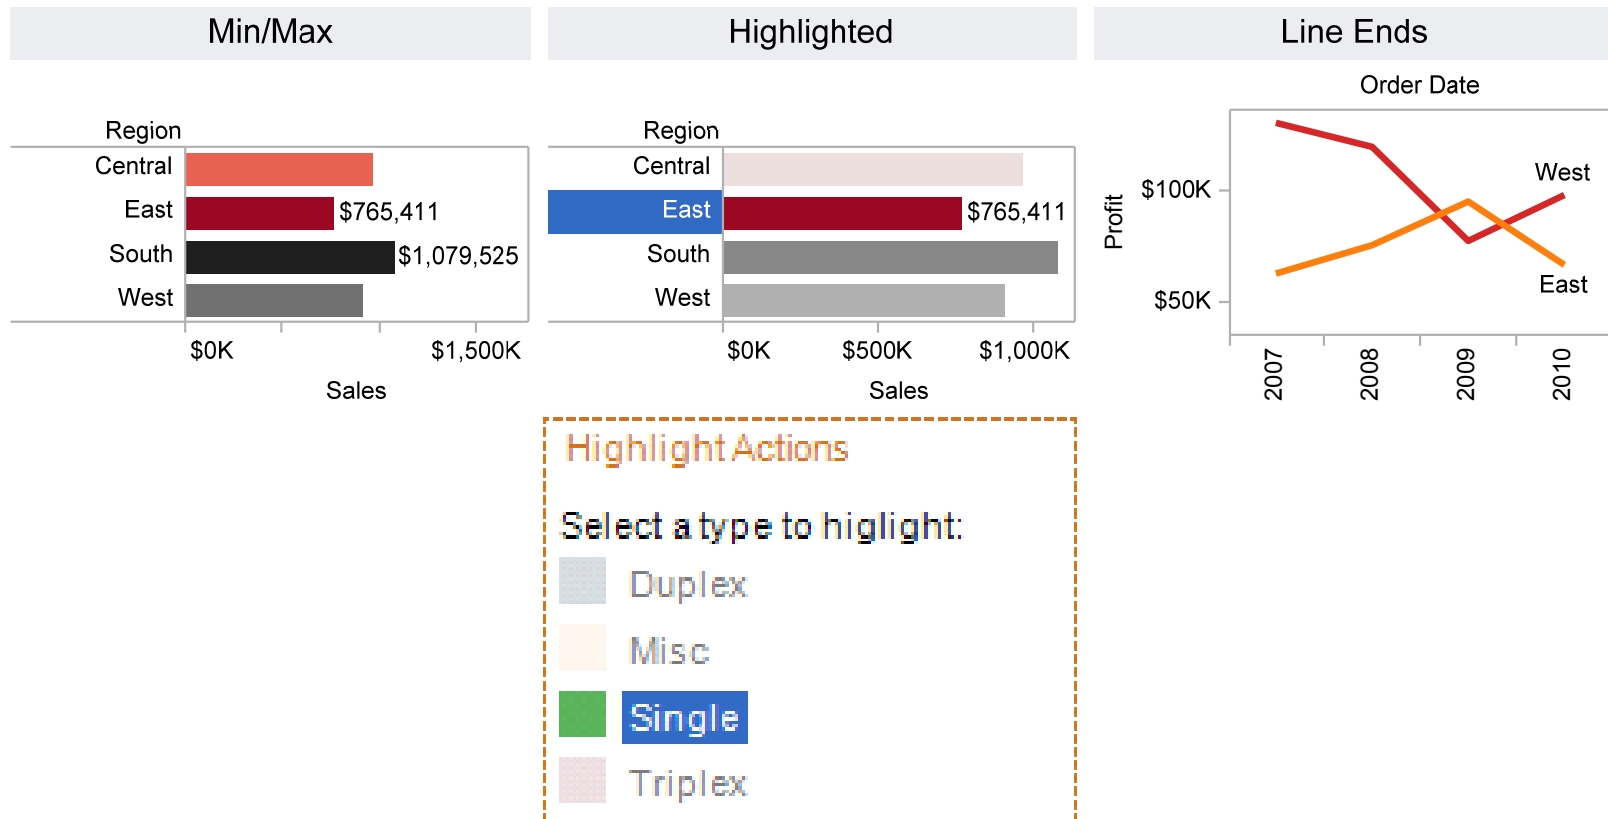 Min/Max
Region
Central
East $765,411
South $1,079,525
West
$0K $1,500K
Sales
Highlighted
Region
Central
East $765,411
South
West
$0K $500K $1,000K
Sales
Line Ends
Order Date
Profit
$100K
$50K
West
East
2007 2008 2009 2010
Highlight Actions
Select a type to higlight:
Duplex
Misc
Single
Triplex